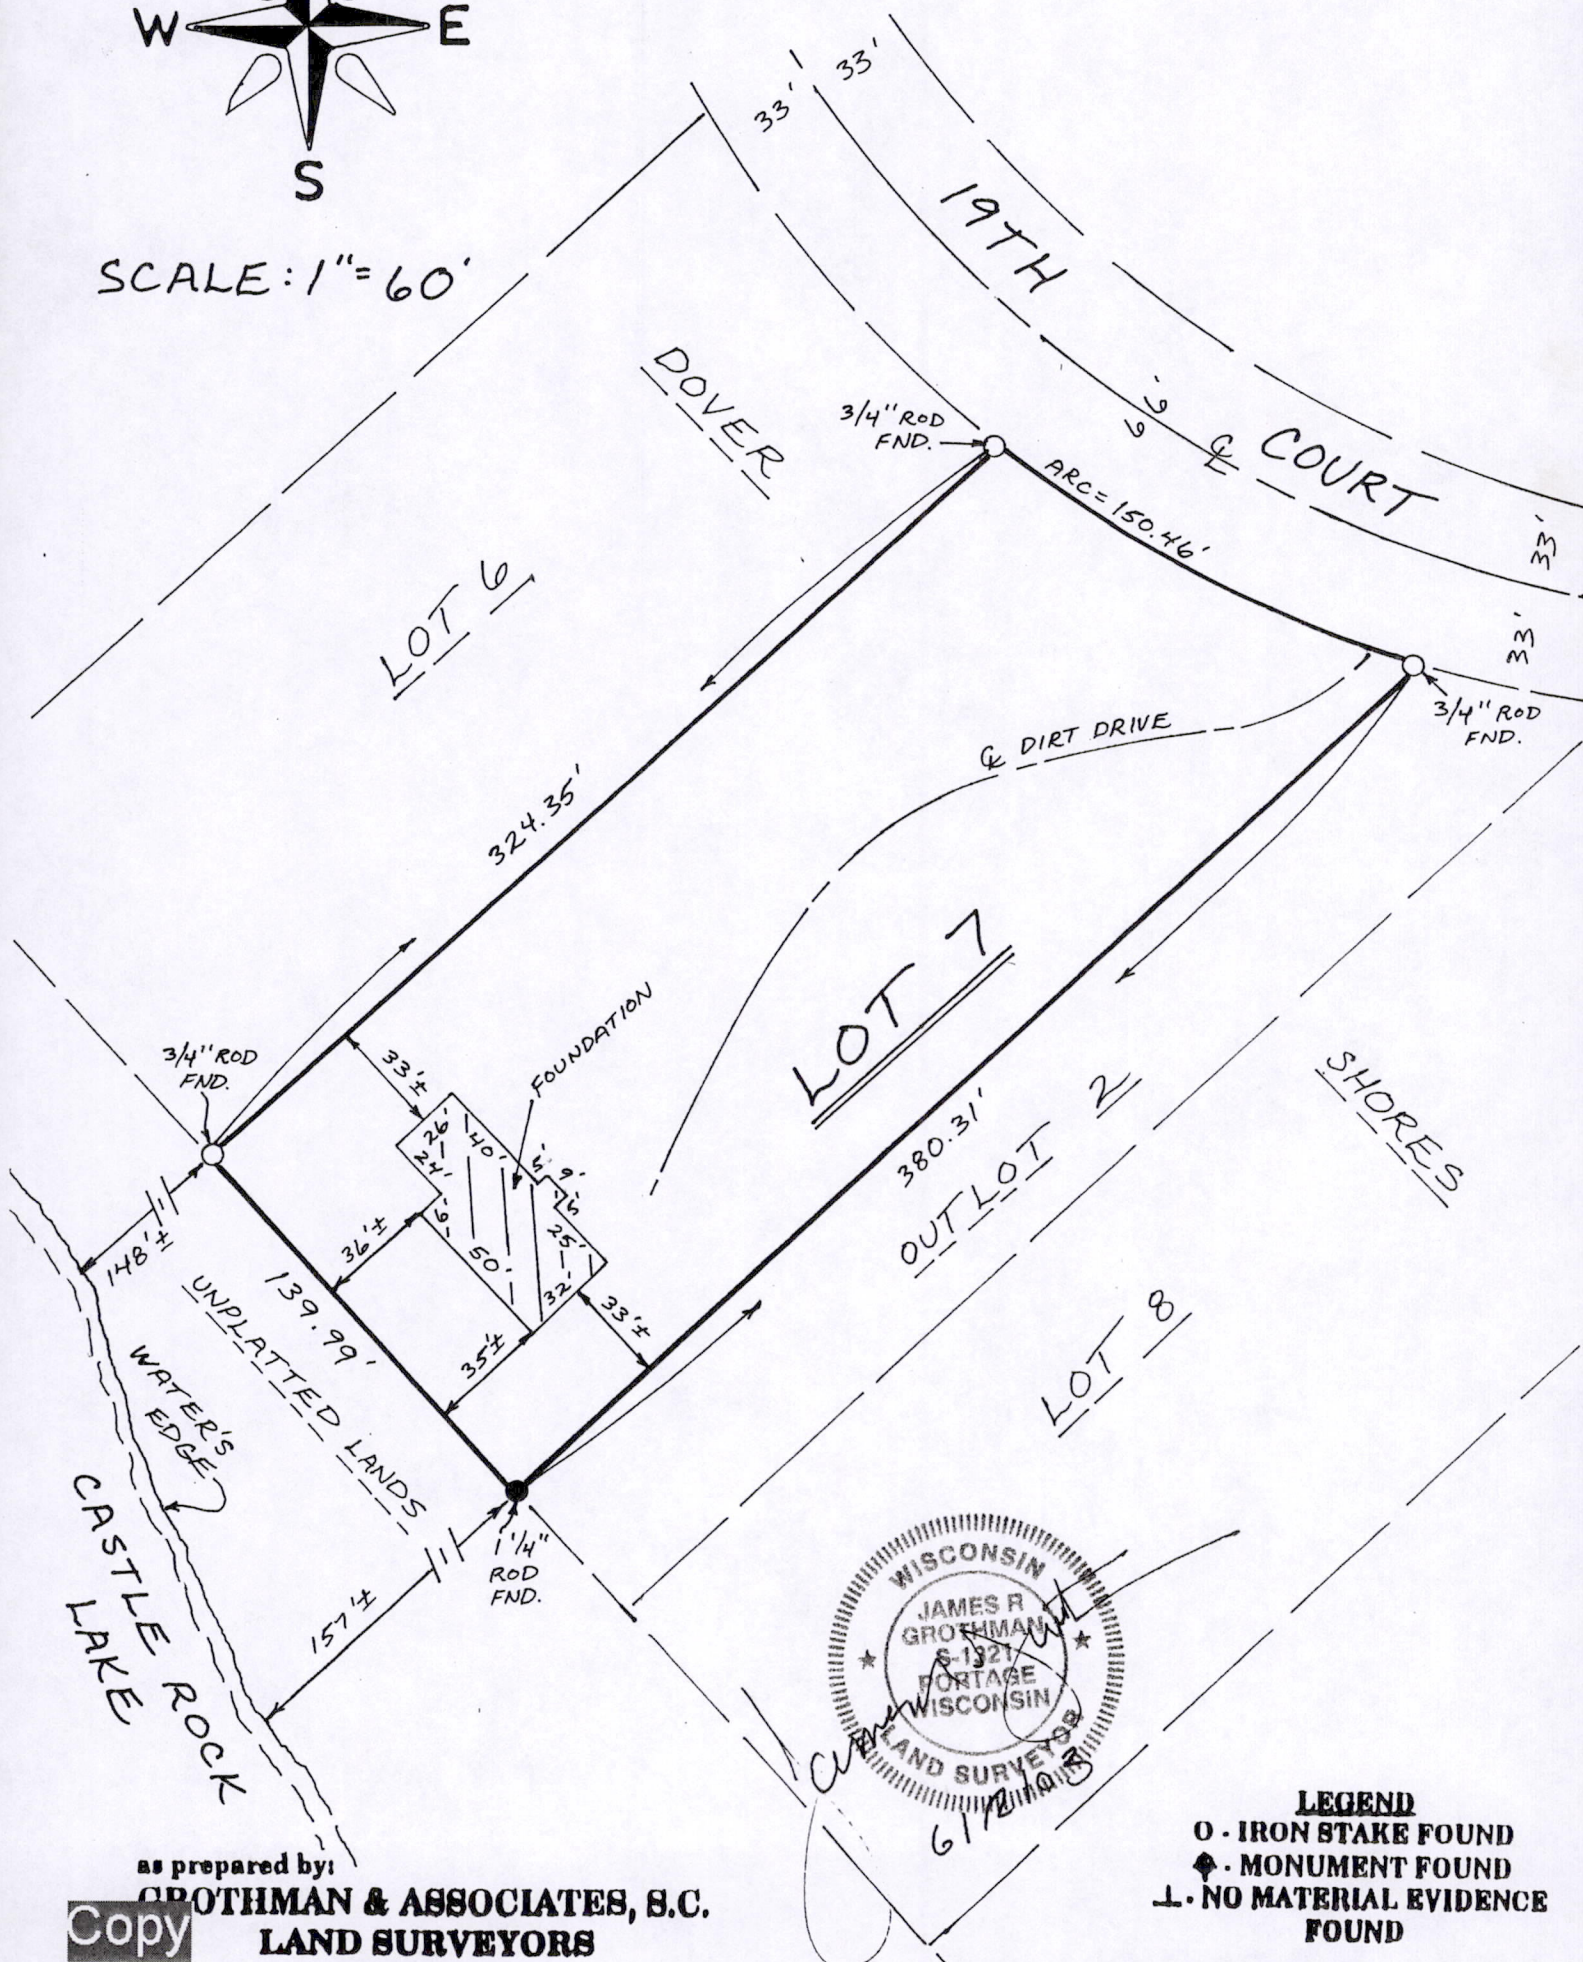 W E
S
SCALE: 1"=60'
33'
33'
19TH
COURT
℄
66'
33'
33'
DOVER
3/4" ROD
FND.
ARC=150.46'
3/4" ROD
FND.
LOT 6
℄ DIRT DRIVE
324.35'
LOT 7
380.31'
OUTLOT 2
SHORES
LOT 8
3/4" ROD
FND.
33'±
FOUNDATION
26'
24'
40'
5'
9'
5'
6'
25'
50'
32'
36'±
35'±
33'±
148'±
139.99'
UNPLATTED LANDS
WATER'S
EDGE
CASTLE ROCK
LAKE
157'±
1 1/4"
ROD
FND.
WISCONSIN
JAMES R
GROTHMAN
S-1321
PORTAGE
WISCONSIN
LAND SURVEYOR
LEGEND
O - IRON STAKE FOUND
- MONUMENT FOUND
⊥ - NO MATERIAL EVIDENCE
FOUND
as prepared by:
GROTHMAN & ASSOCIATES, S.C.
LAND SURVEYORS
Copy